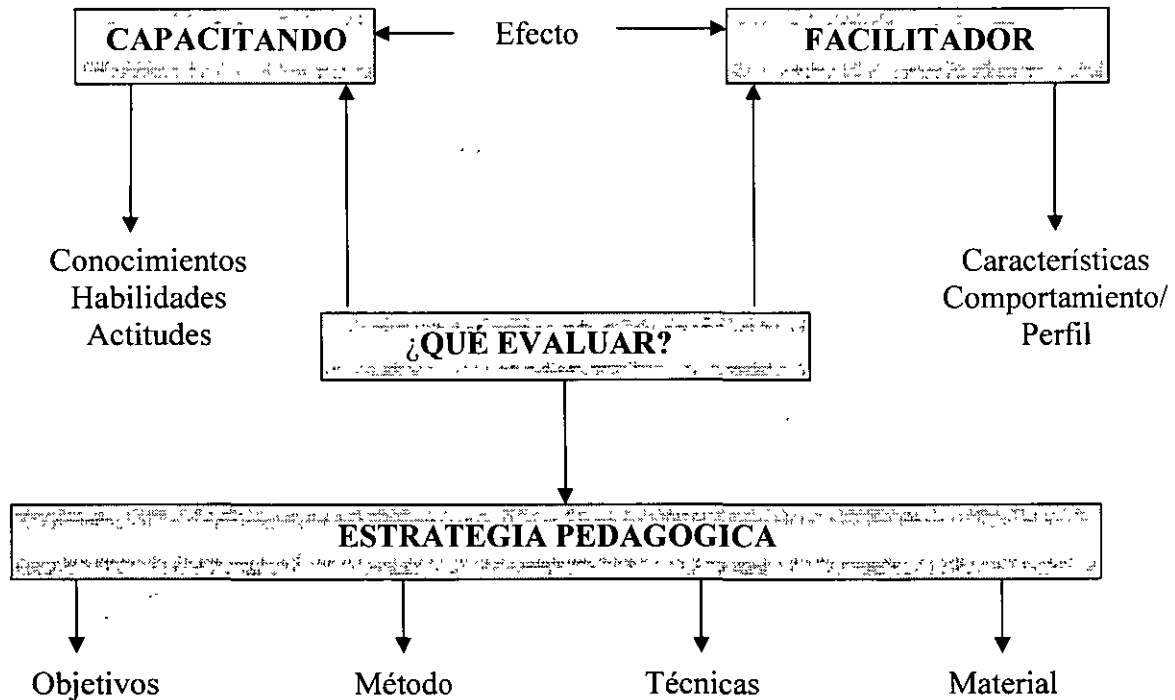 CAPACITANDO
Efecto
FACILITADOR
Conocimientos
Habilidades
Actitudes
Características
Comportamiento/
Perfil
¿QUÉ EVALUAR?
ESTRATEGIA PEDAGOGICA
Objetivos
Método
Técnicas
Material